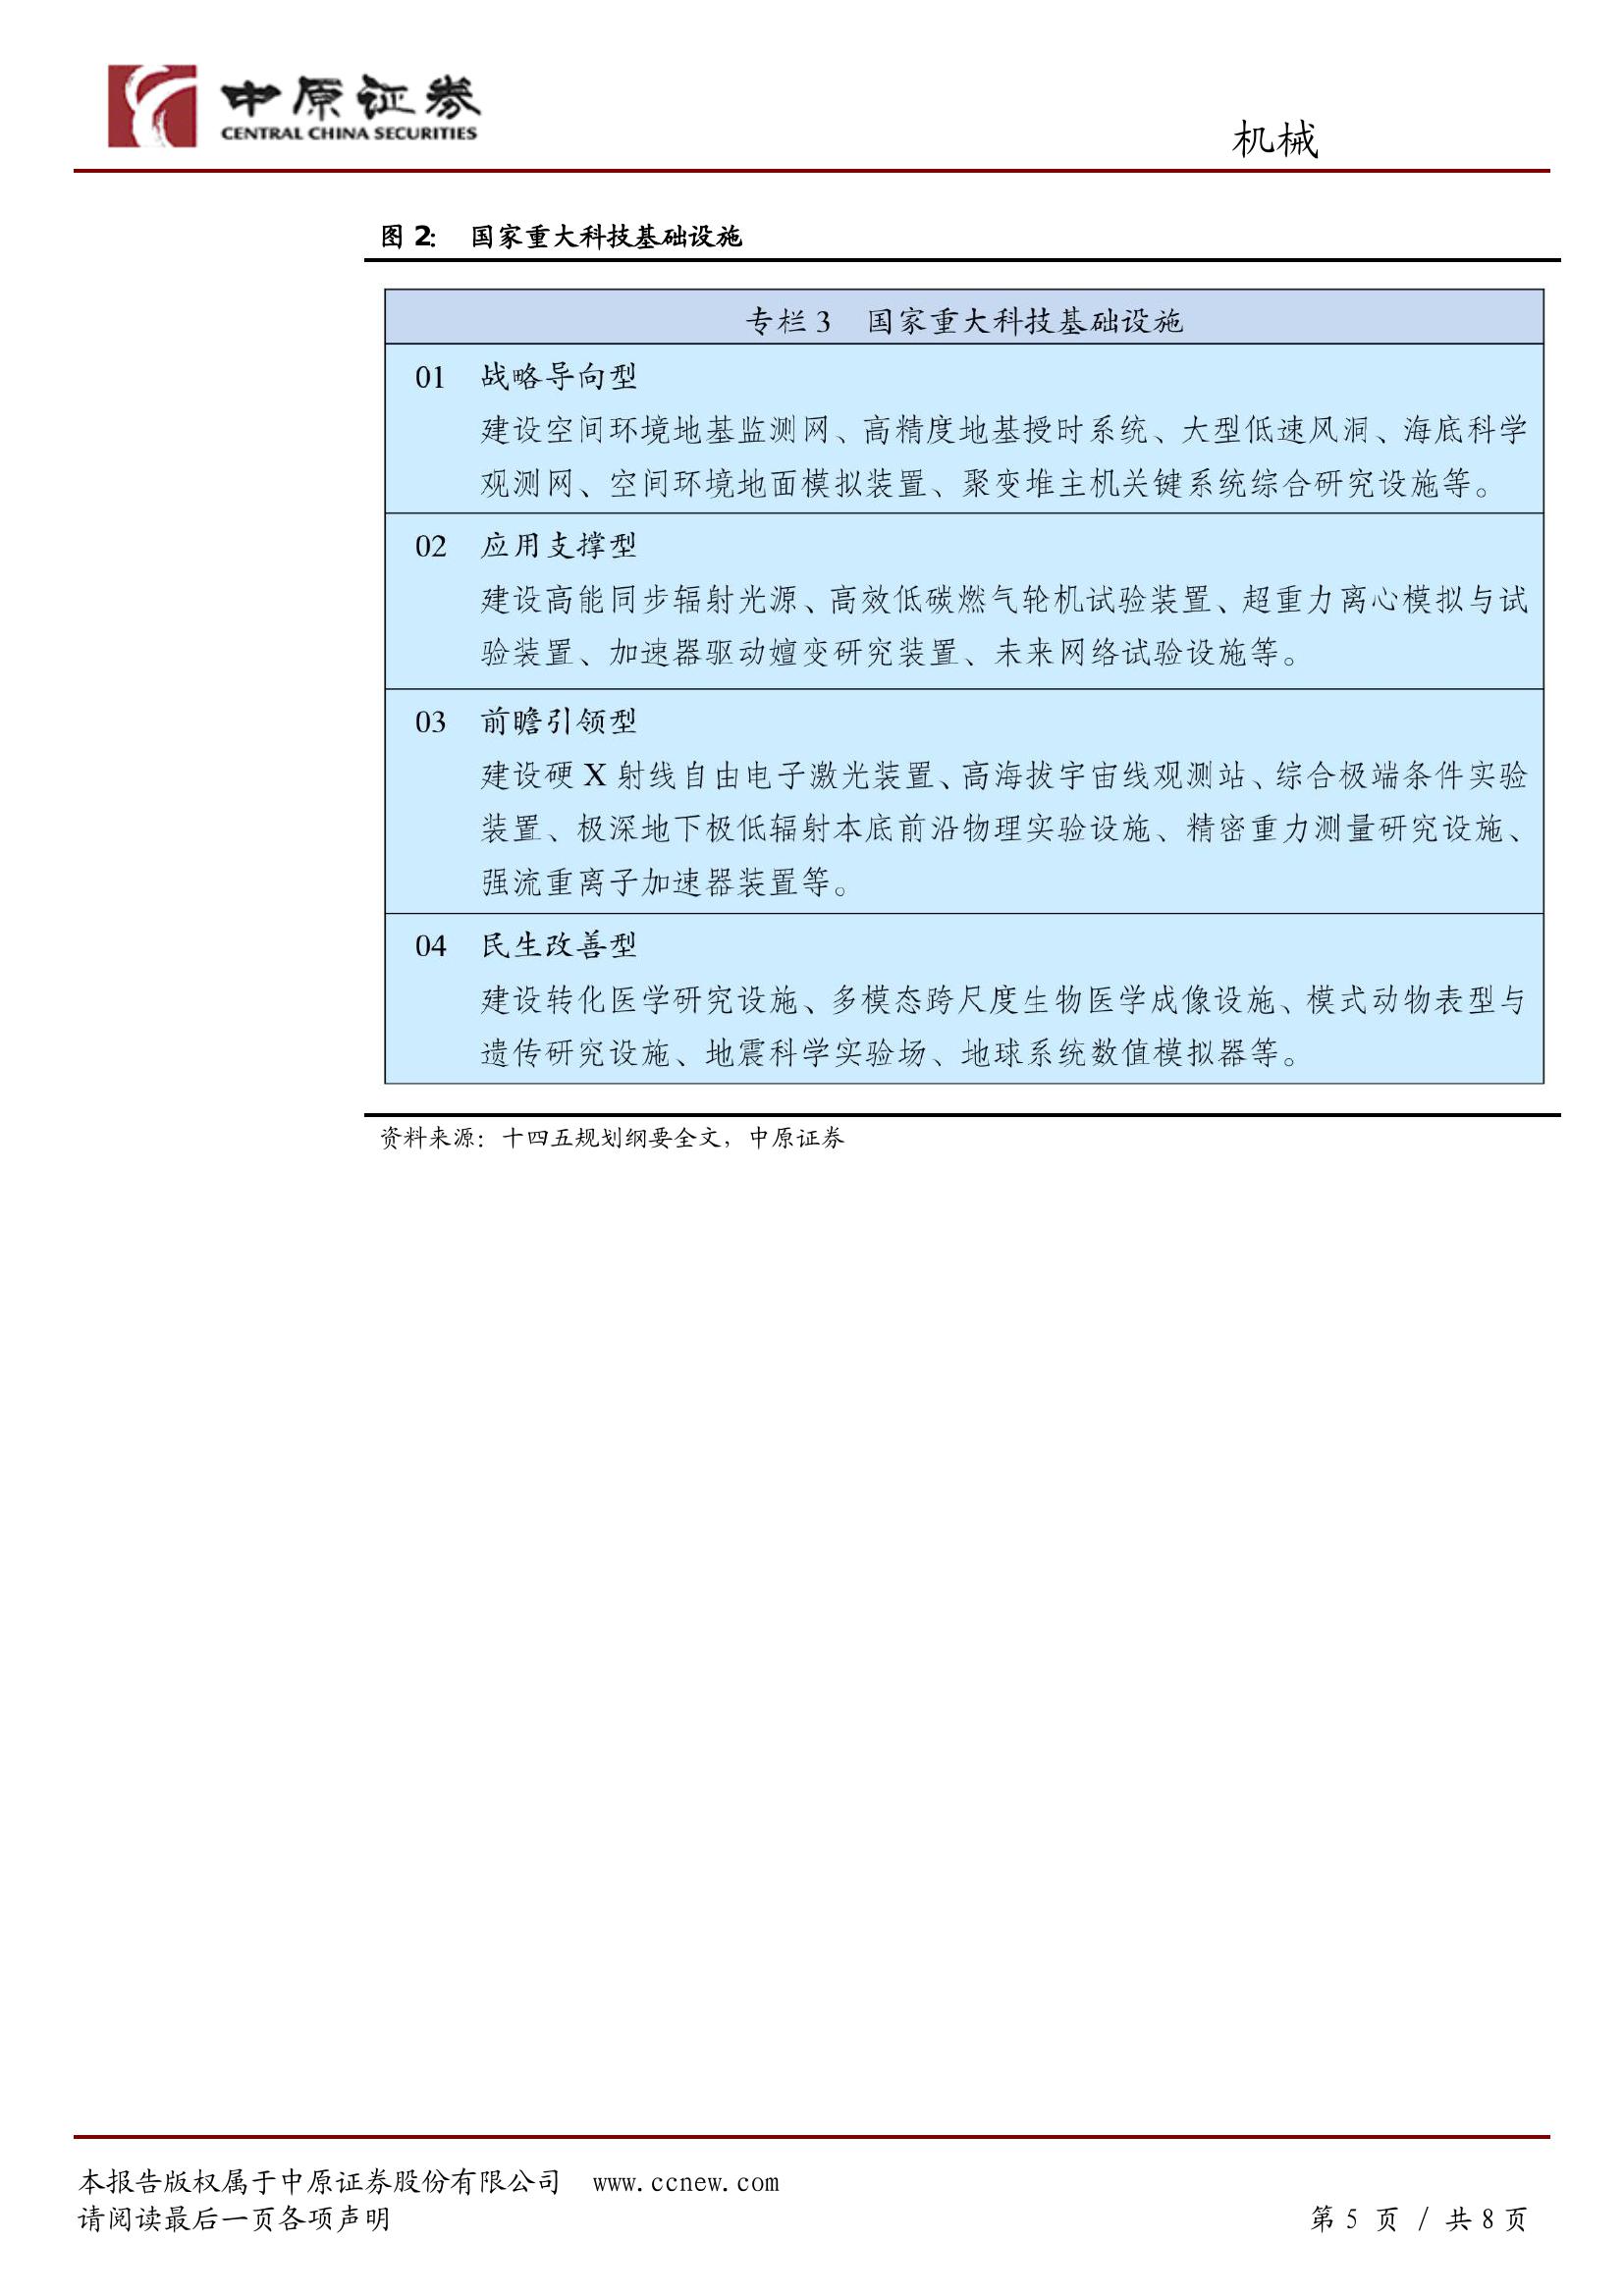 中原证券
CENTRAL CHINA SECURITIES
机械
图 2: 国家重大科技基础设施
专栏 3 国家重大科技基础设施
01 战略导向型
建设空间环境地基监测网、高精度地基授时系统、大型低速风洞、海底科学
观测网、空间环境地面模拟装置、聚变堆主机关键系统综合研究设施等。
02 应用支撑型
建设高能同步辐射光源、高效低碳燃气轮机试验装置、超重力离心模拟与试
验装置、加速器驱动嬗变研究装置、未来网络试验设施等。
03 前瞻引领型
建设硬 X 射线自由电子激光装置、高海拔宇宙线观测站、综合极端条件实验
装置、极深地下极低辐射本底前沿物理实验设施、精密重力测量研究设施、
强流重离子加速器装置等。
04 民生改善型
建设转化医学研究设施、多模态跨尺度生物医学成像设施、模式动物表型与
遗传研究设施、地震科学实验场、地球系统数值模拟器等。
资料来源：十四五规划纲要全文，中原证券
本报告版权属于中原证券股份有限公司 www.ccnew.com
请阅读最后一页各项声明
第 5 页 / 共 8 页